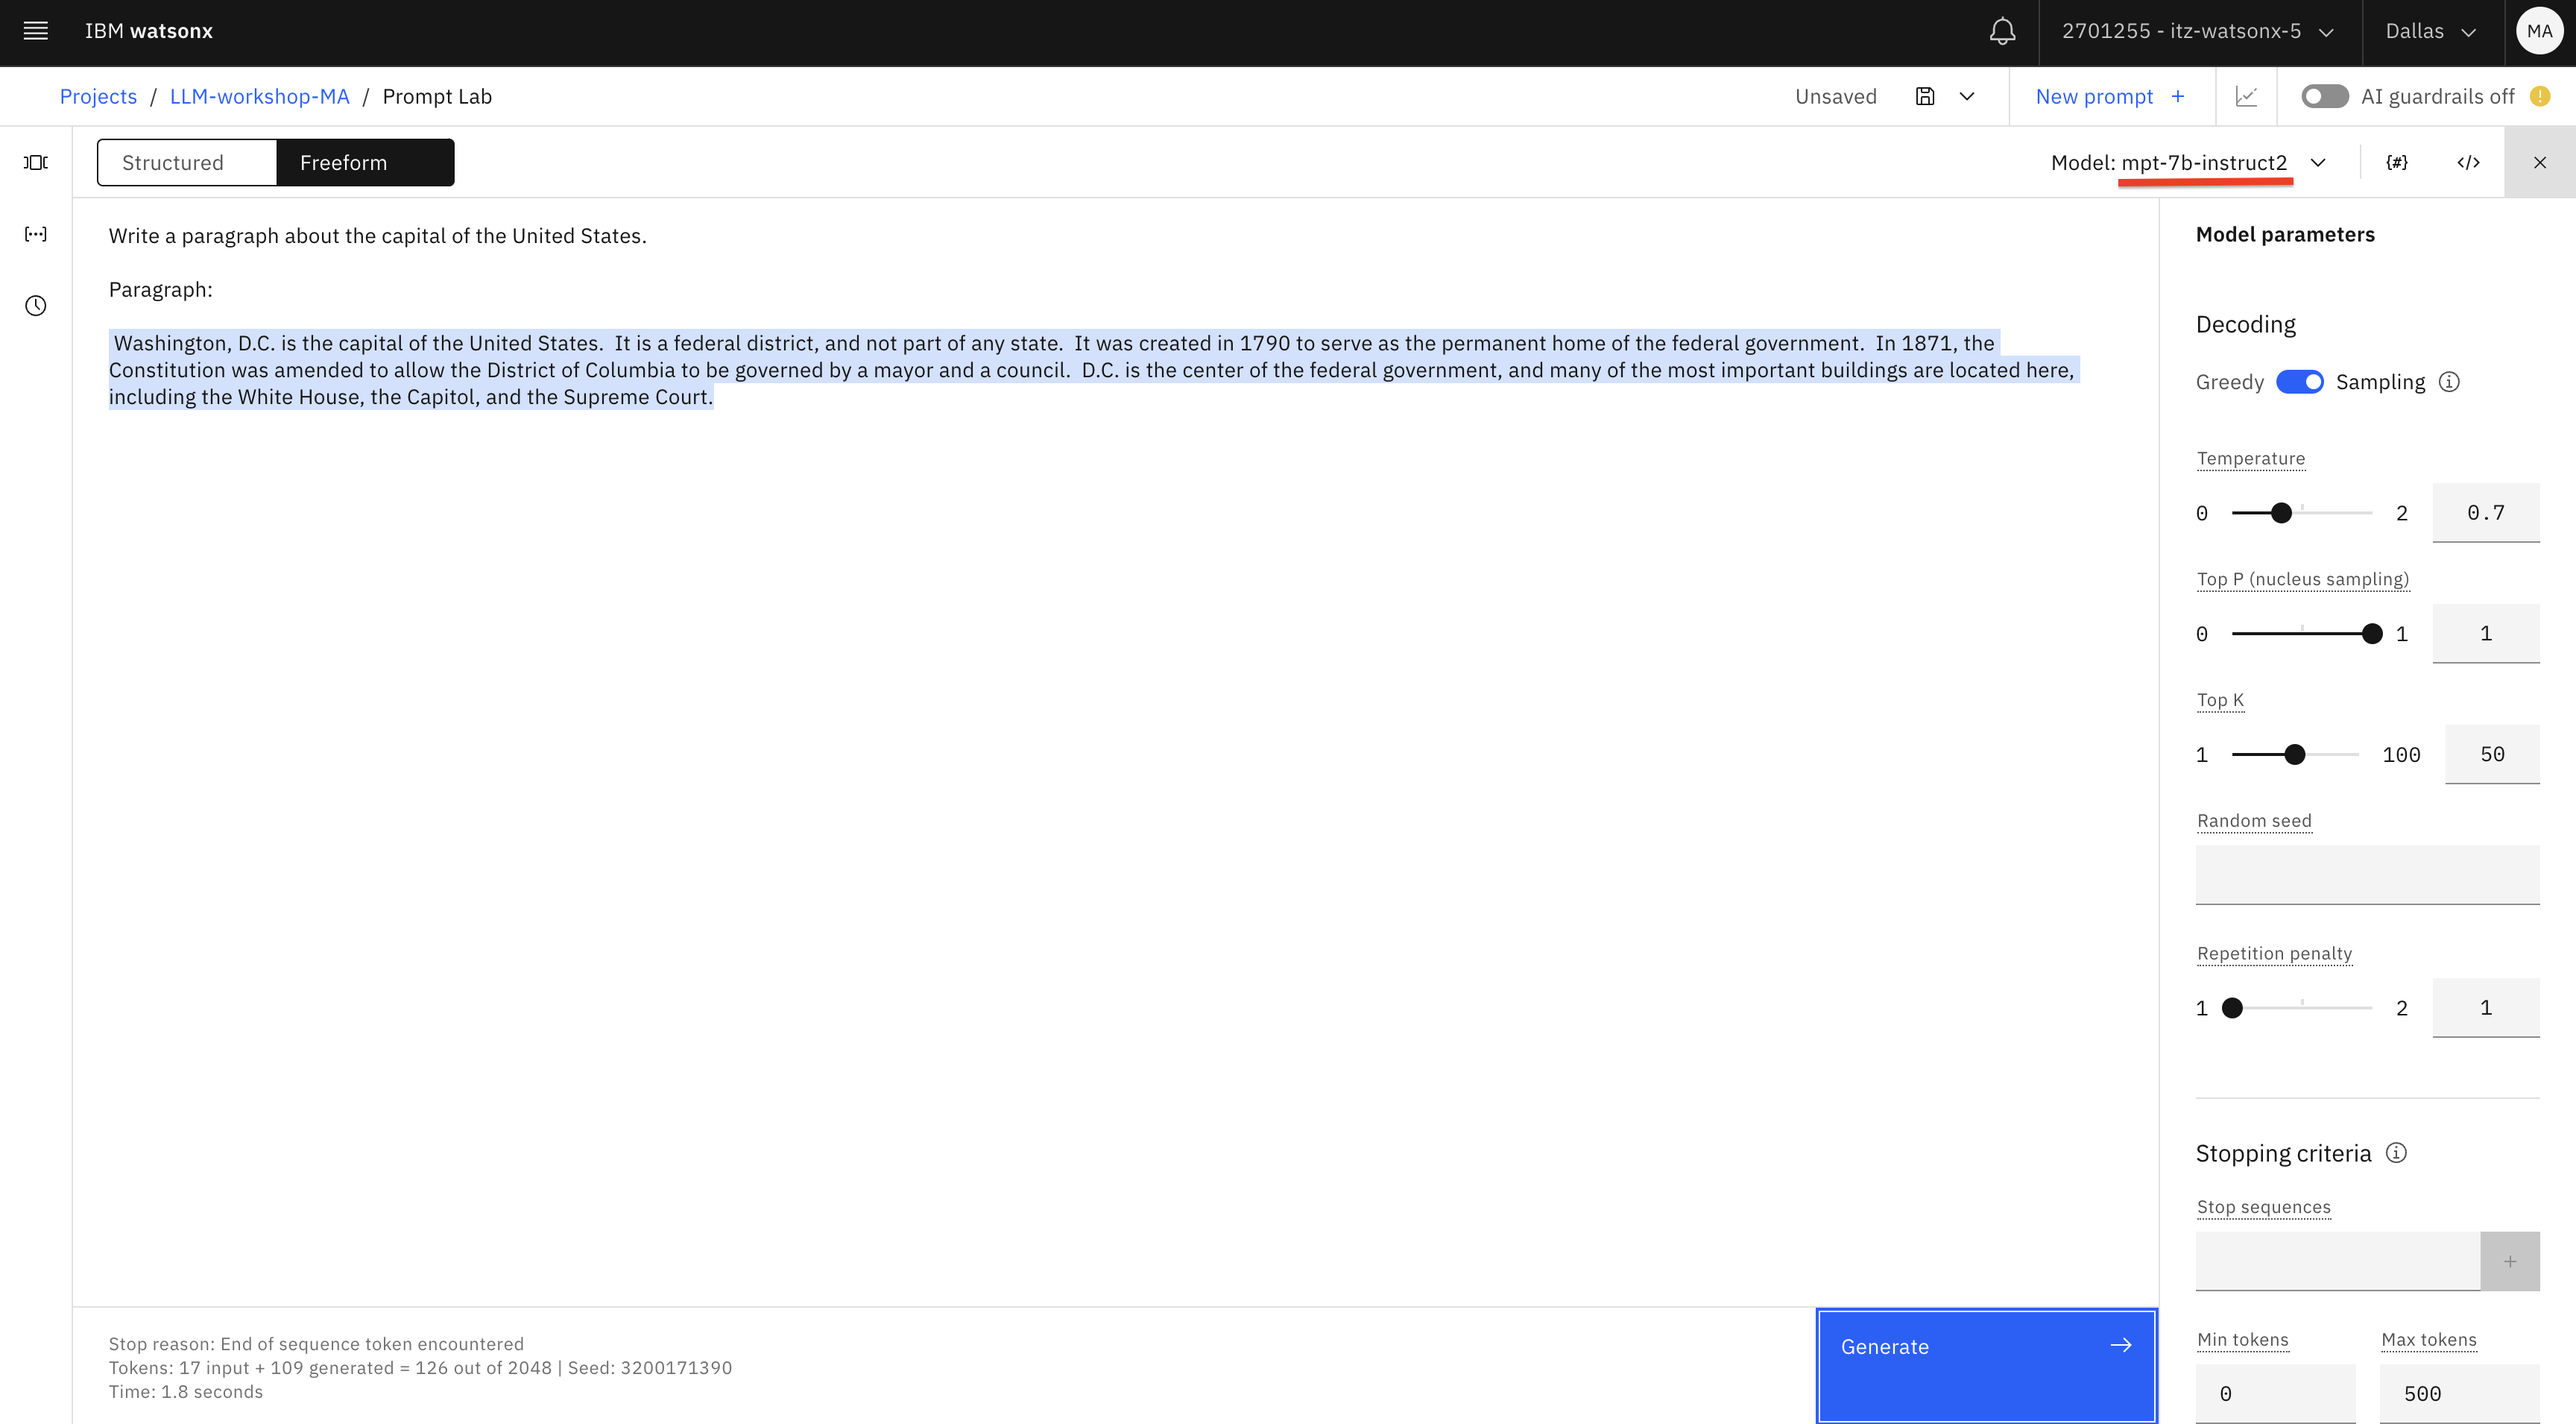 IBM watsonx
2701255 - itz-watsonx-5
Dallas
MA
Projects / LLM-workshop-MA / Prompt Lab
Unsaved
New prompt +
AI guardrails off
Structured
Freeform
Model: mpt-7b-instruct2
{#}
</>
Write a paragraph about the capital of the United States.
Paragraph:
Washington, D.C. is the capital of the United States.  It is a federal district, and not part of any state.  It was created in 1790 to serve as the permanent home of the federal government.  In 1871, the
Constitution was amended to allow the District of Columbia to be governed by a mayor and a council.  D.C. is the center of the federal government, and many of the most important buildings are located here,
including the White House, the Capitol, and the Supreme Court.
Stop reason: End of sequence token encountered
Tokens: 17 input + 109 generated = 126 out of 2048 | Seed: 3200171390
Time: 1.8 seconds
Generate
Model parameters
Decoding
Greedy Sampling
Temperature
0 2 0.7
Top P (nucleus sampling)
0 1 1
Top K
1 100 50
Random seed
Repetition penalty
1 2 1
Stopping criteria
Stop sequences
+
Min tokens Max tokens
0 500